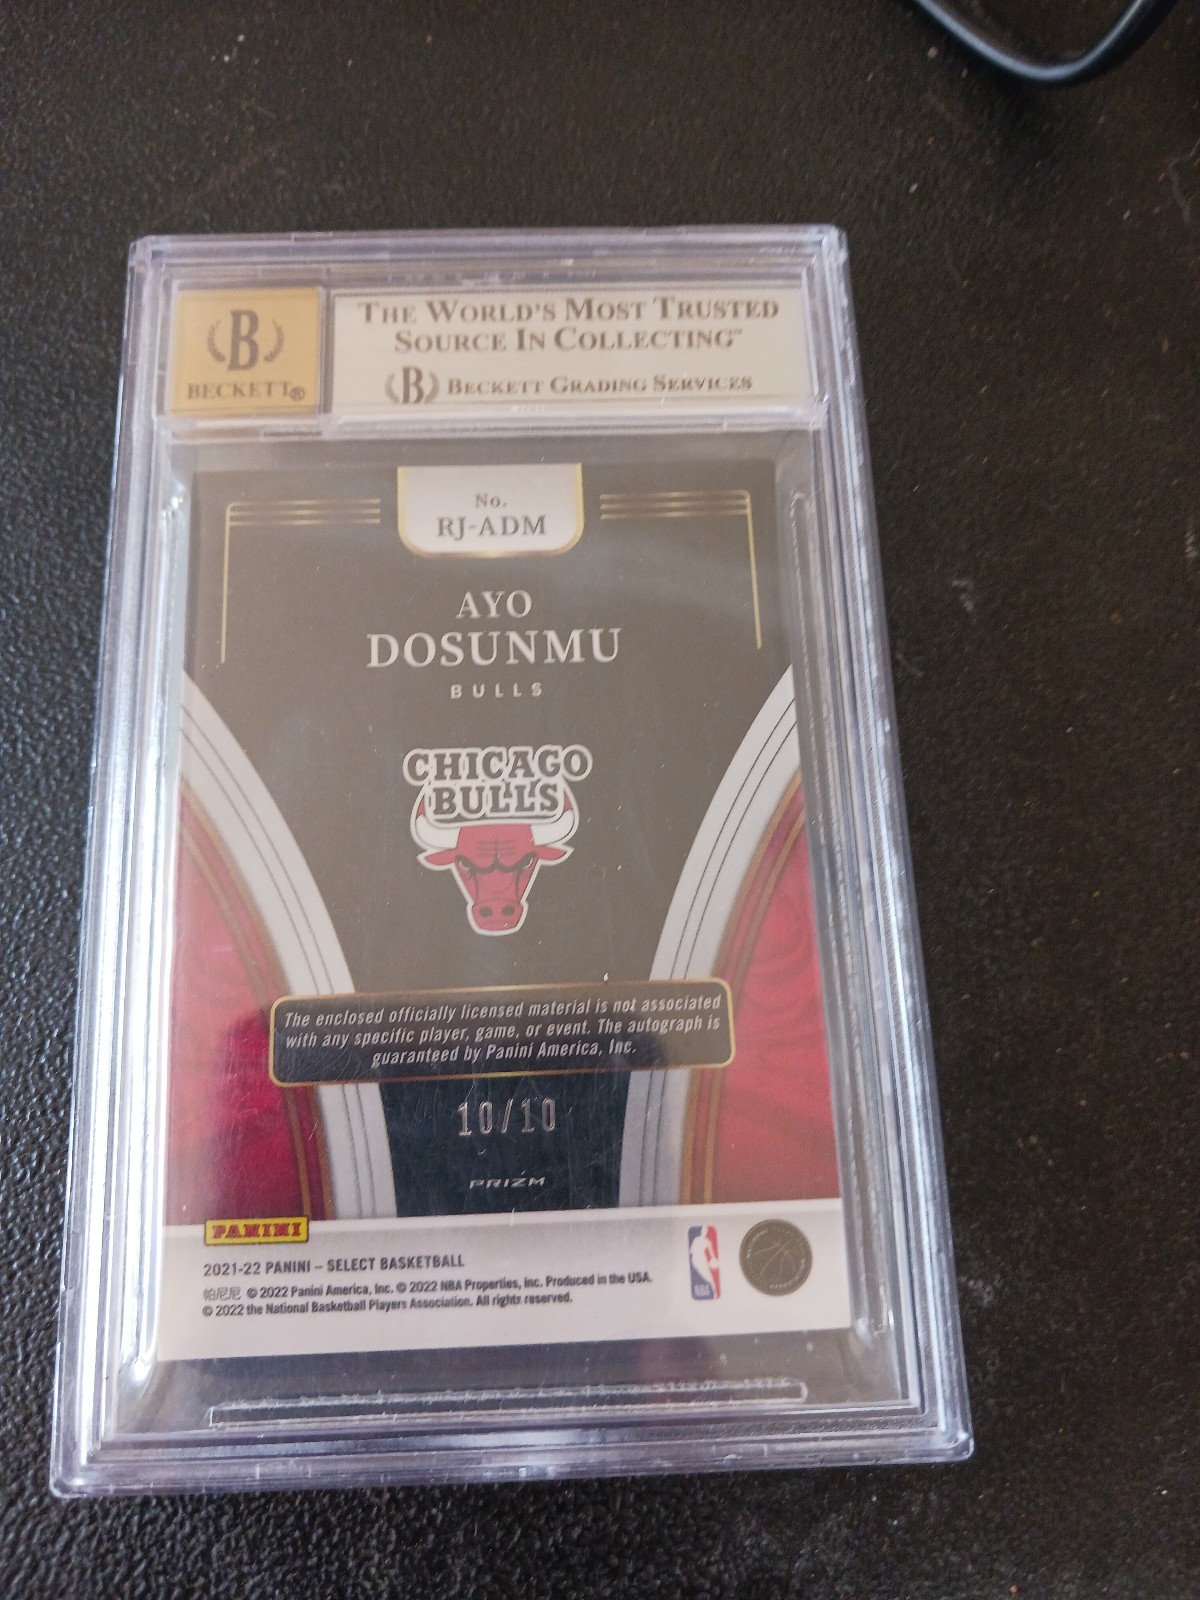 B
BECKETT®
THE WORLD'S MOST TRUSTED
SOURCE IN COLLECTING™
B BECKETT GRADING SERVICES
No.
RJ-ADM
AYO
DOSUNMU
BULLS
CHICAGO
BULLS
The enclosed officially licensed material is not associated
with any specific player, game, or event. The autograph is
guaranteed by Panini America, Inc.
10/10
PRIZM
PANINI
2021-22 PANINI – SELECT BASKETBALL
帕尼尼 © 2022 Panini America, Inc. © 2022 NBA Properties, Inc. Produced in the USA.
© 2022 the National Basketball Players Association. All rights reserved.
NBA